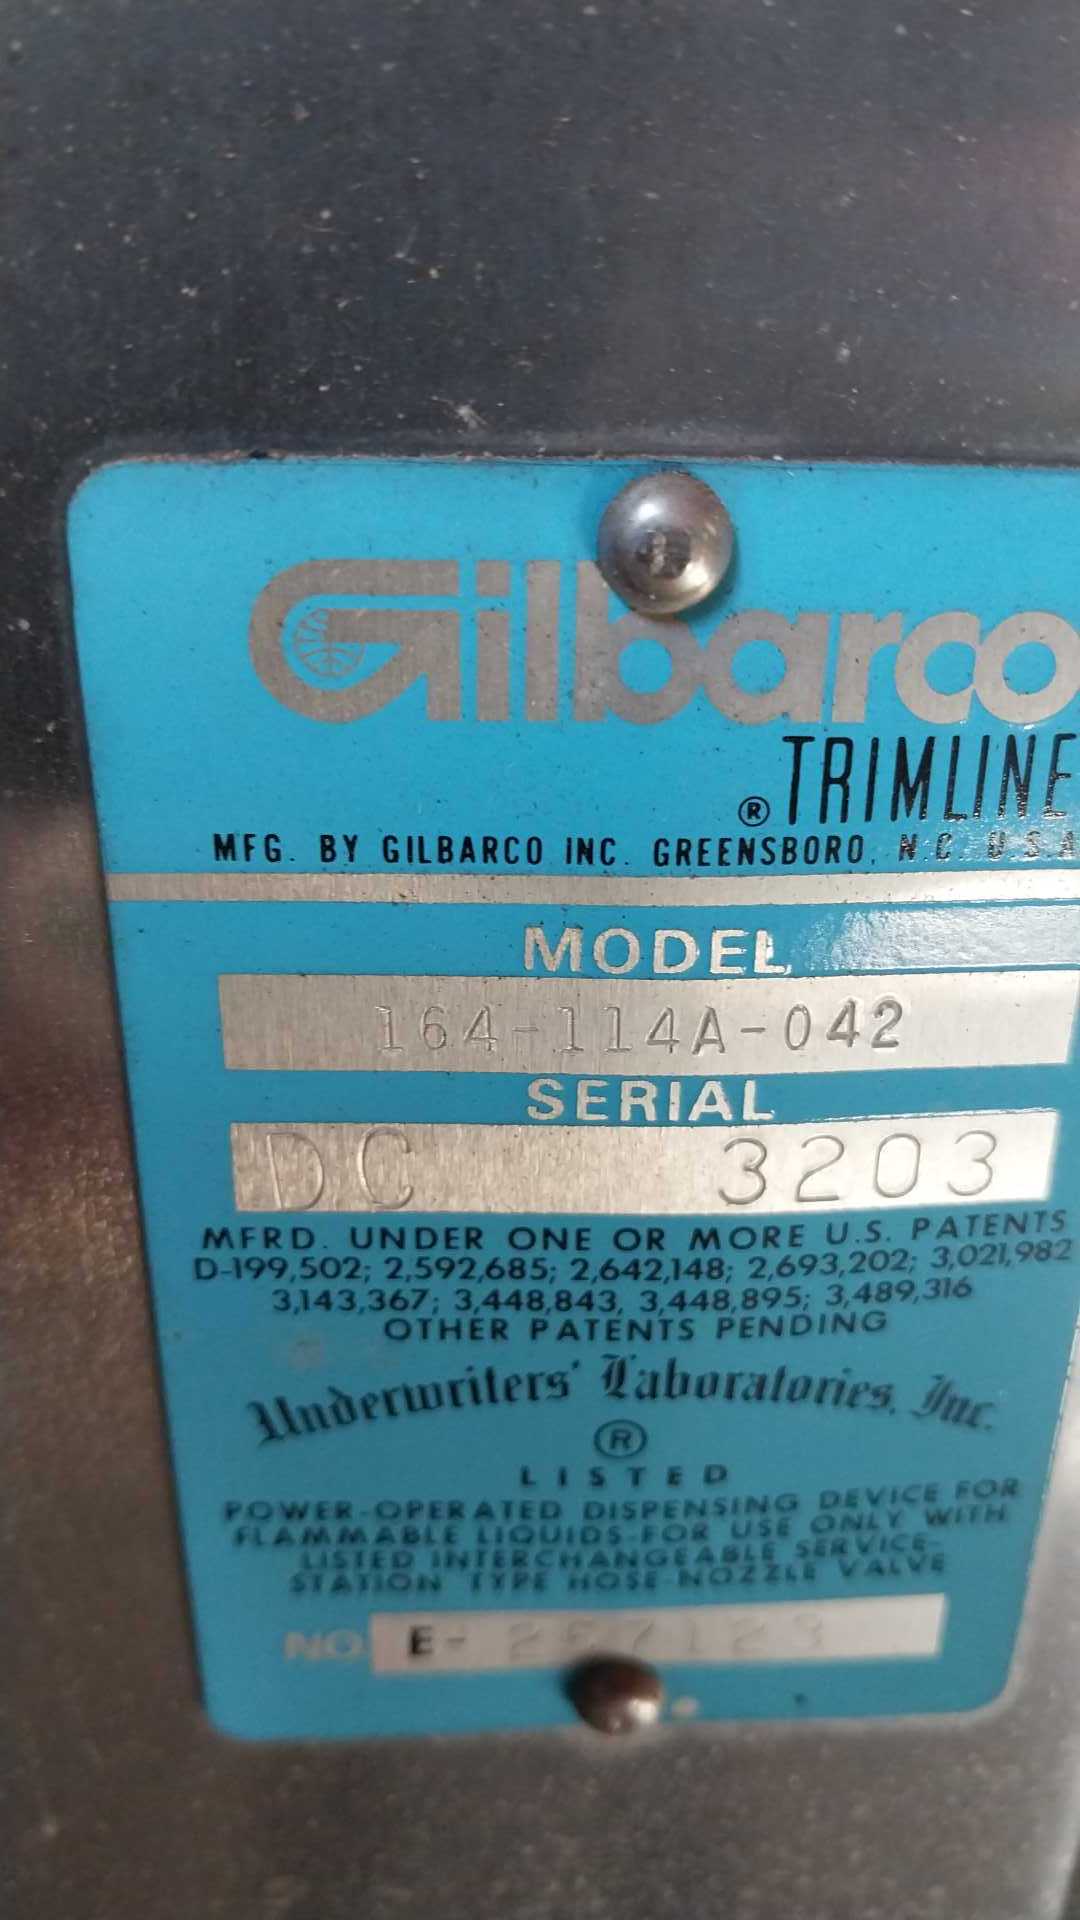 Gilbarco
® TRIMLINE
MFG. BY GILBARCO INC. GREENSBORO, N.C. U.S.A
MODEL
164-114A-042
SERIAL
DC 3203
MFRD. UNDER ONE OR MORE U.S. PATENTS
D-199,502; 2,592,685; 2,642,148; 2,693,202; 3,021,982
3,143,367; 3,448,843, 3,448,895; 3,489,316
OTHER PATENTS PENDING
Underwriters' Laboratories, Inc.
®
LISTED
POWER-OPERATED DISPENSING DEVICE FOR
FLAMMABLE LIQUIDS-FOR USE ONLY WITH
LISTED INTERCHANGEABLE SERVICE-
STATION TYPE HOSE-NOZZLE VALVE
NO. E-